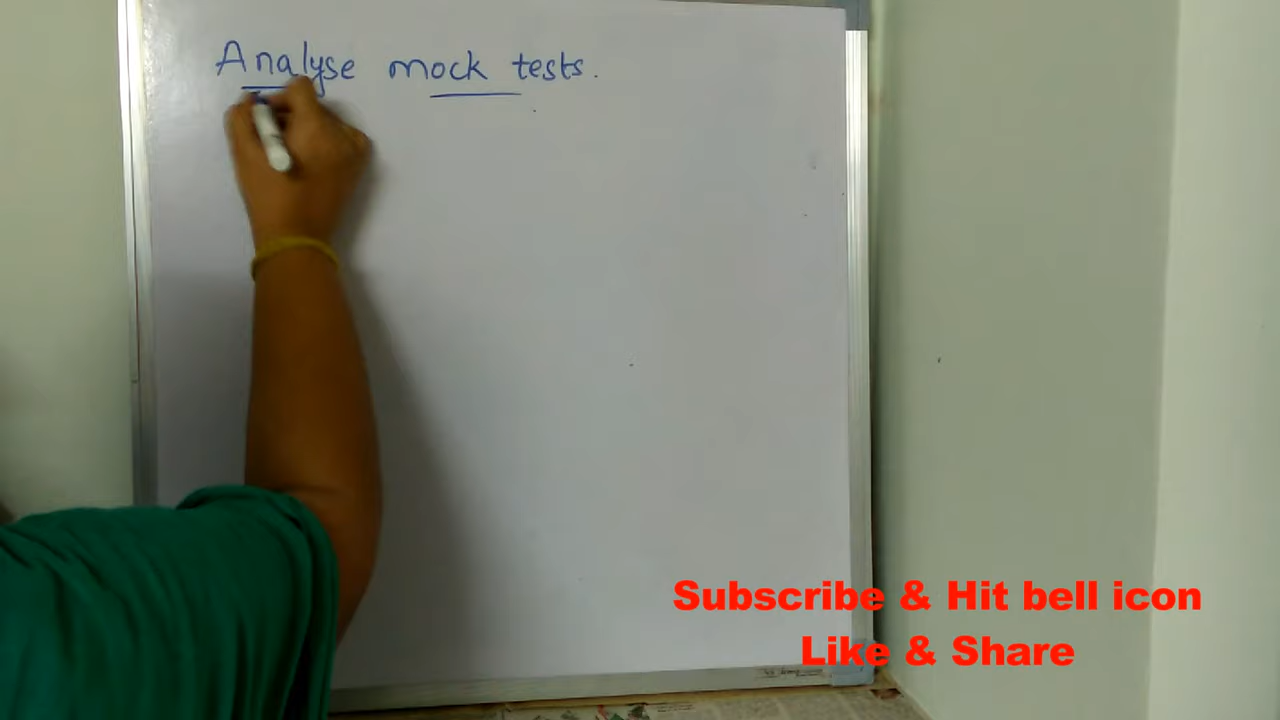 Analyse mock tests.
Subscribe & Hit bell icon
Like & Share